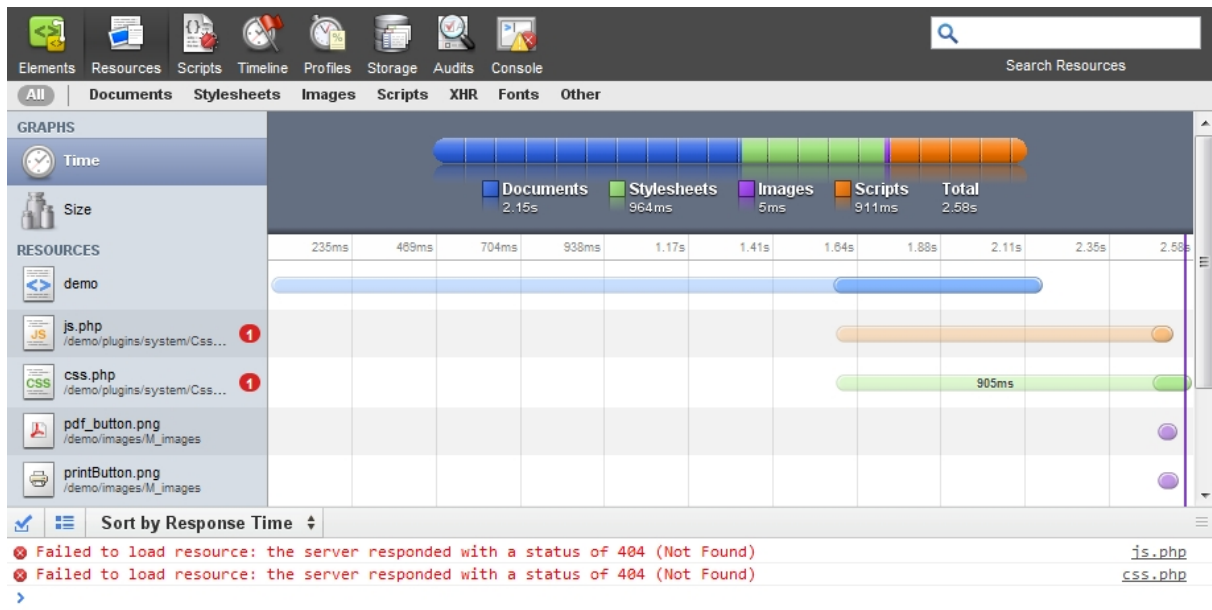 Elements Resources Scripts Timeline Profiles Storage Audits Console
Search Resources
All Documents Stylesheets Images Scripts XHR Fonts Other
GRAPHS
Time
Size
Documents Stylesheets Images Scripts Total
2.15s 964ms 5ms 911ms 2.58s
RESOURCES 235ms 469ms 704ms 938ms 1.17s 1.41s 1.64s 1.88s 2.11s 2.35s 2.58s
demo
js.php
/demo/plugins/system/Css... 1
css.php
/demo/plugins/system/Css... 1 905ms
pdf_button.png
/demo/images/M_images
printButton.png
/demo/images/M_images
Sort by Response Time
Failed to load resource: the server responded with a status of 404 (Not Found) js.php
Failed to load resource: the server responded with a status of 404 (Not Found) css.php